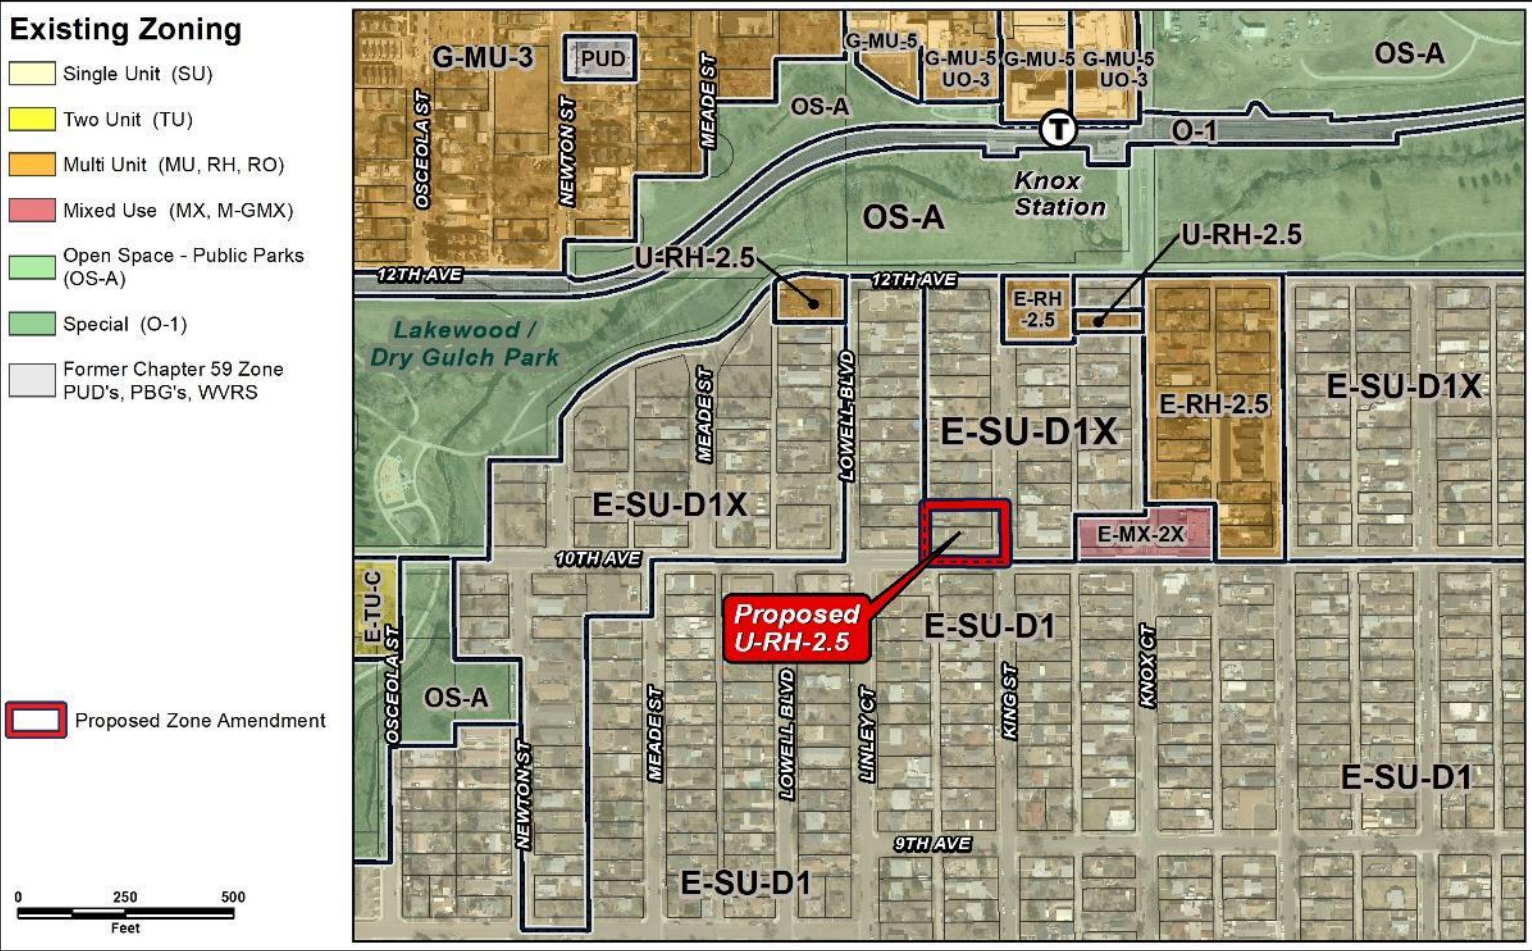 Existing Zoning
Single Unit (SU)
Two Unit (TU)
Multi Unit (MU, RH, RO)
Mixed Use (MX, M-GMX)
Open Space - Public Parks
(OS-A)
Special (O-1)
Former Chapter 59 Zone
PUD's, PBG's, WVRS
Proposed Zone Amendment
0 250 500
Feet
G-MU-3
PUD
OSCEOLA ST
NEWTON ST
MEADE ST
G-MU-5
G-MU-5
UO-3
G-MU-5
G-MU-5
UO-3
OS-A
OS-A
T
O-1
Knox
Station
OS-A
U-RH-2.5
U-RH-2.5
12TH AVE
12TH AVE
E-RH
-2.5
Lakewood /
Dry Gulch Park
MEADE ST
LOWELL BLVD
E-SU-D1X
E-RH-2.5
E-SU-D1X
E-SU-D1X
E-MX-2X
10TH AVE
E-TU-C
OSCEOLA ST
Proposed
U-RH-2.5
E-SU-D1
OS-A
NEWTON ST
MEADE ST
LOWELL BLVD
LINLEY CT
KING ST
KNOX CT
E-SU-D1
9TH AVE
E-SU-D1